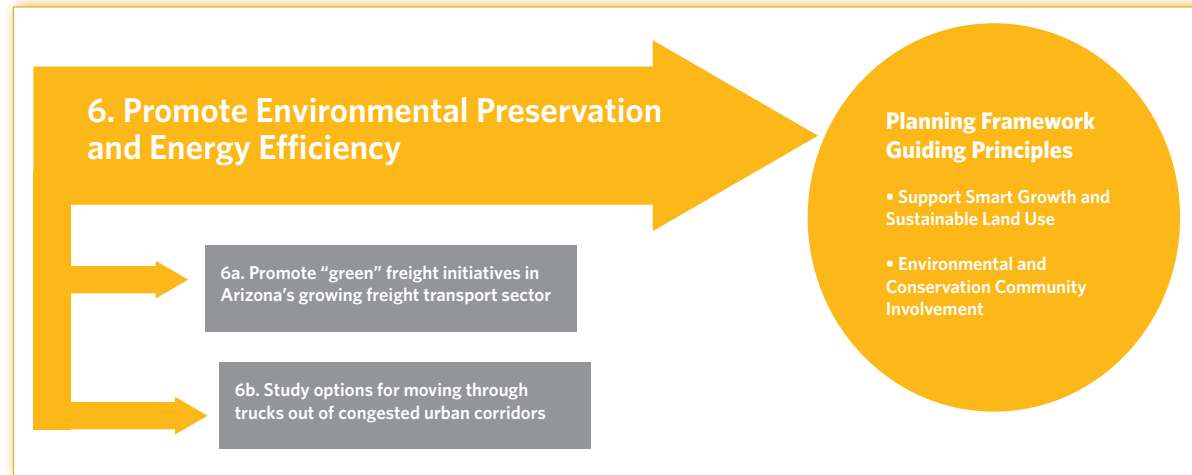 6. Promote Environmental Preservation
and Energy Efficiency
6a. Promote “green” freight initiatives in
Arizona’s growing freight transport sector
6b. Study options for moving through
trucks out of congested urban corridors
Planning Framework
Guiding Principles
• Support Smart Growth and
Sustainable Land Use
• Environmental and
Conservation Community
Involvement